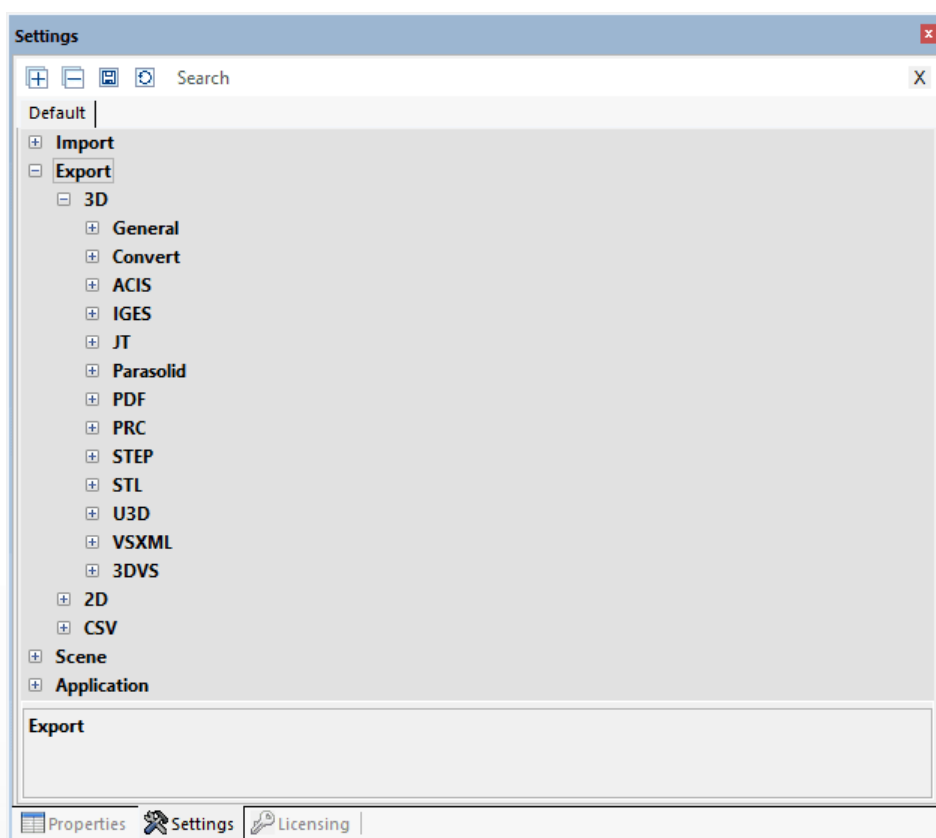 Settings
Search X
Default
Import
Export
3D
General
Convert
ACIS
IGES
JT
Parasolid
PDF
PRC
STEP
STL
U3D
VSXML
3DVS
2D
CSV
Scene
Application
Export
Properties Settings Licensing